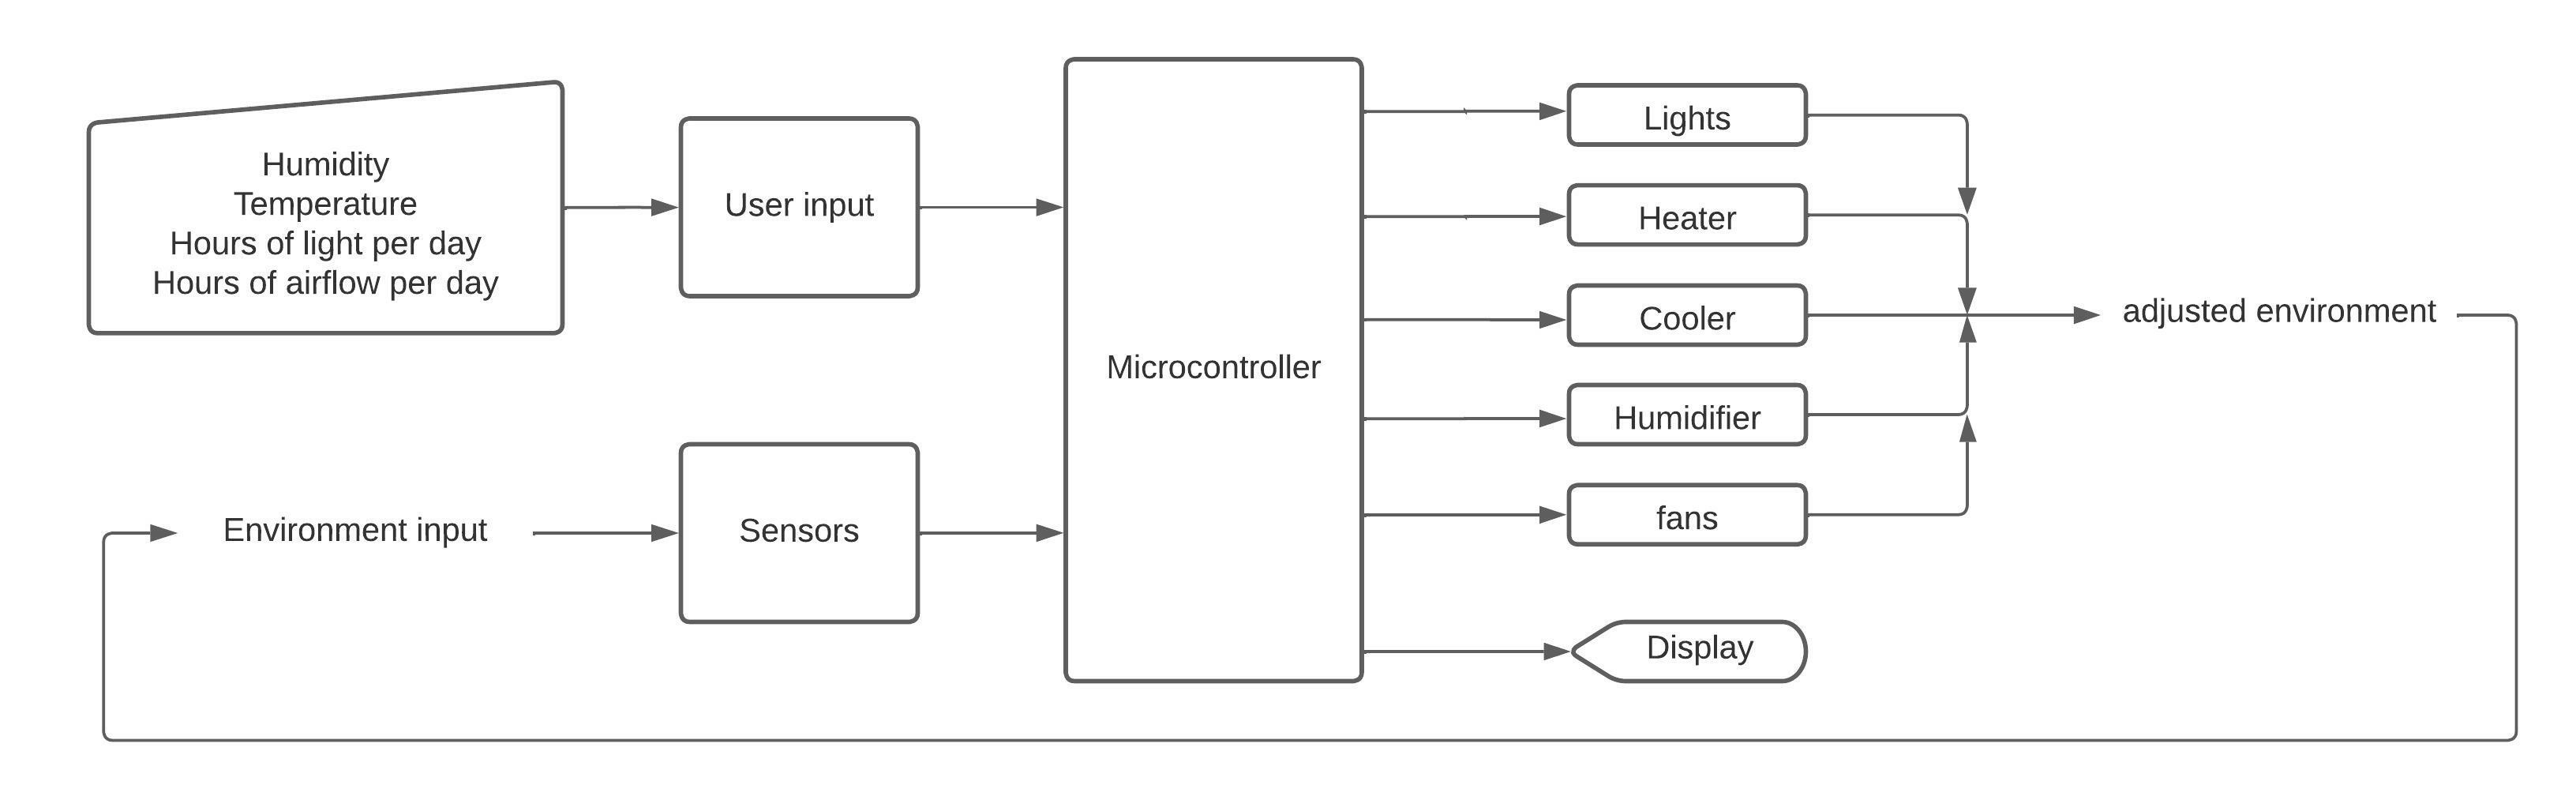 Humidity
Temperature
Hours of light per day
Hours of airflow per day
User input
Environment input
Sensors
Microcontroller
Lights
Heater
Cooler
Humidifier
fans
Display
adjusted environment